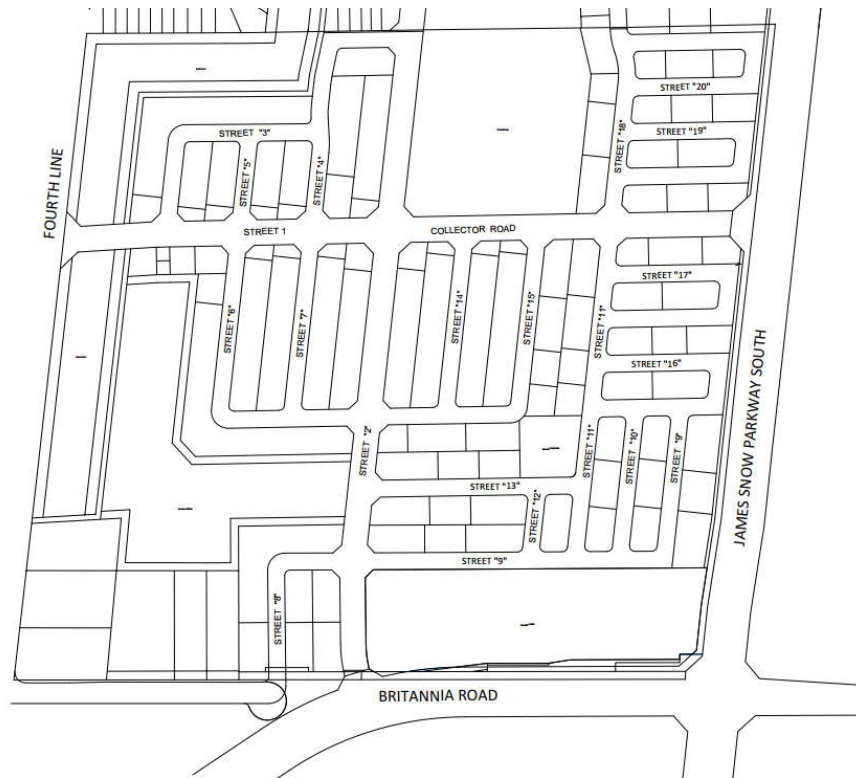 STREET "20"
STREET "3"
STREET "19"
STREET "18"
STREET "5"
STREET "4"
FOURTH LINE
STREET 1
COLLECTOR ROAD
STREET "17"
STREET "6"
STREET "7"
STREET "14"
STREET "15"
STREET "11"
STREET "16"
JAMES SNOW PARKWAY SOUTH
STREET "2"
STREET "11"
STREET "10"
STREET "9"
STREET "13"
STREET "12"
STREET "9"
STREET "8"
BRITANNIA ROAD